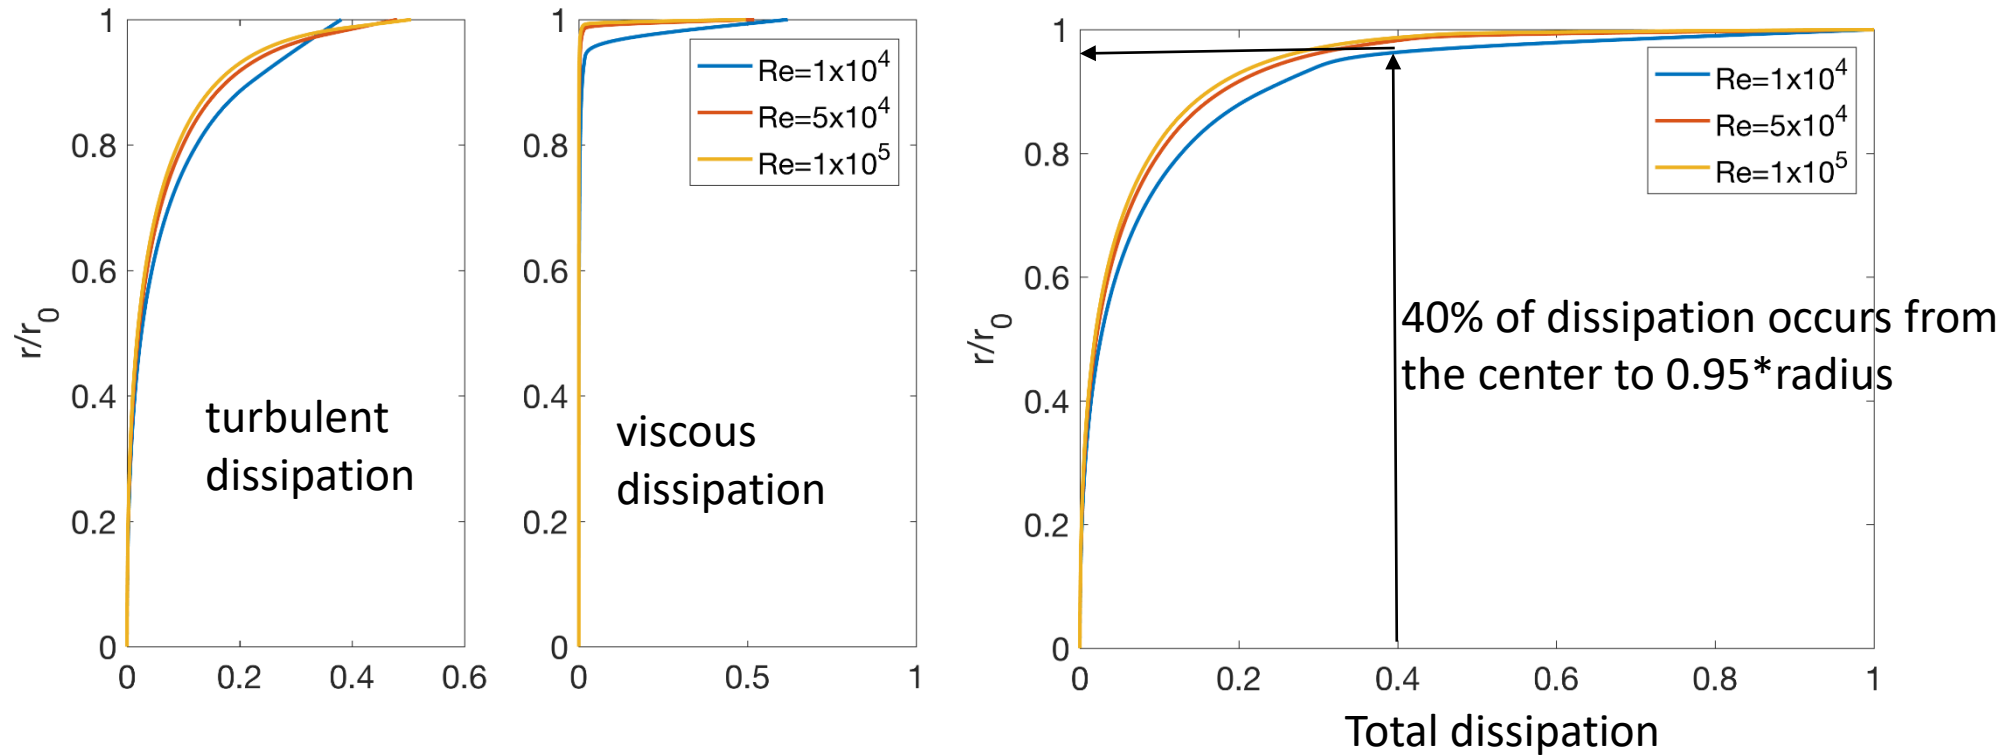 1
0.8
0.6
0.4
0.2
0
r/r0
0
0.2
0.4
0.6
turbulent
dissipation
1
0.8
0.6
0.4
0.2
0
0
0.5
1
Re=1x10^4
Re=5x10^4
Re=1x10^5
viscous
dissipation
1
0.8
0.6
0.4
0.2
0
r/r0
0
0.2
0.4
0.6
0.8
1
Re=1x10^4
Re=5x10^4
Re=1x10^5
40% of dissipation occurs from
the center to 0.95*radius
Total dissipation